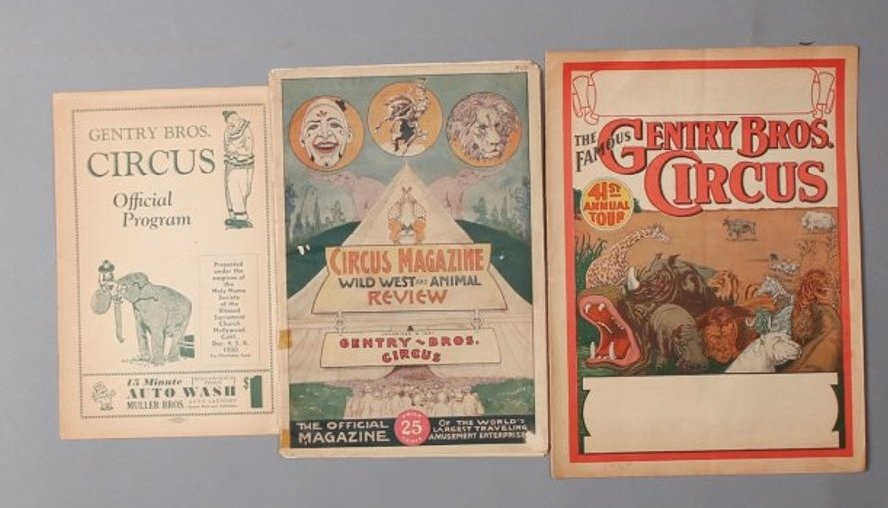 GENTRY BROS.
CIRCUS
Official
Program
Presented
under the
auspices of
the
Holy Name
Society
of the
Blessed
Sacrament
Church
Hollywood,
Calif.
1930
15 Minute
AUTO WASH
$1
MULLER BROS.
CIRCUS MAGAZINE
WILD WEST AND ANIMAL
REVIEW
GENTRY BROS.
CIRCUS
THE OFFICIAL
MAGAZINE
PRICE
25
CENTS
OF THE WORLD'S
LARGEST TRAVELING
AMUSEMENT ENTERPRISE
THE
FAMOUS
GENTRY BROS.
CIRCUS
41ST
ANNUAL
TOUR